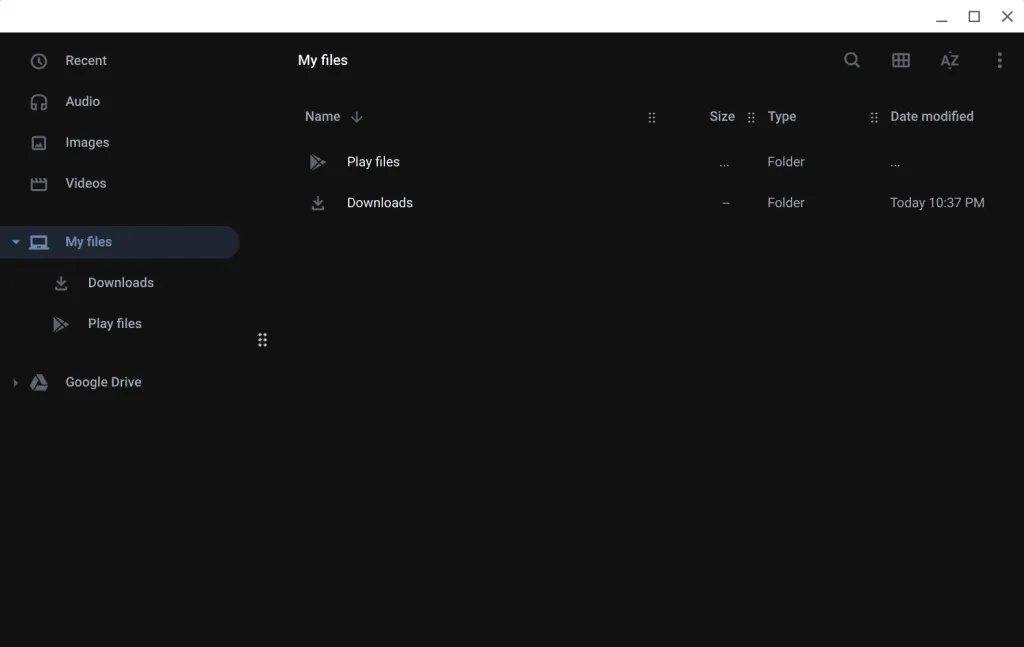 Recent
Audio
Images
Videos
My files
Downloads
Play files
Google Drive
My files
AZ
Name Size Type Date modified
Play files ... Folder ...
Downloads -- Folder Today 10:37 PM